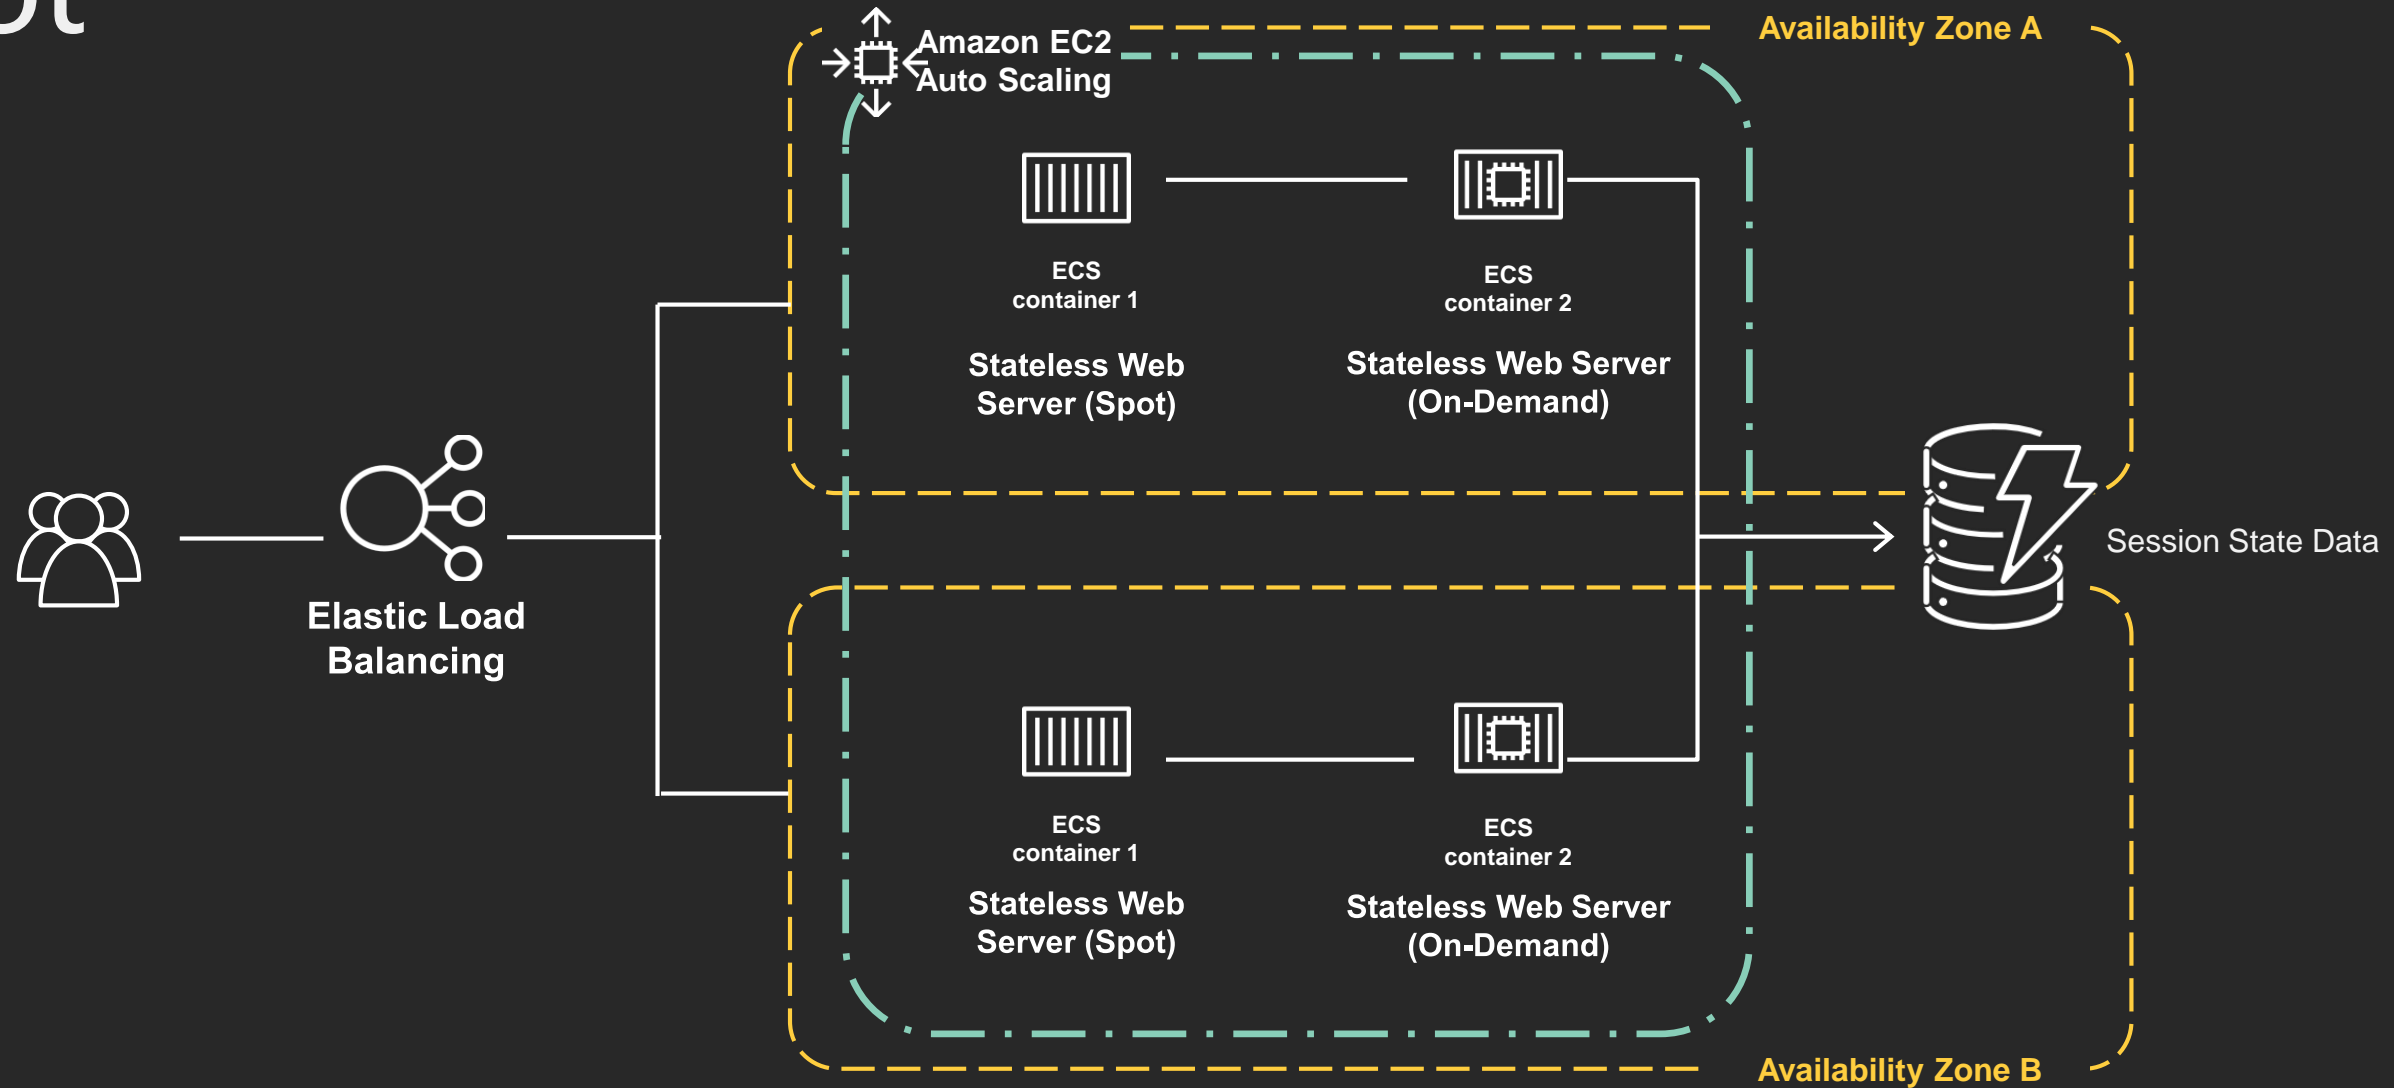 Amazon EC2
Auto Scaling
Availability Zone A
ECS
container 1
Stateless Web
Server (Spot)
ECS
container 2
Stateless Web Server
(On-Demand)
Elastic Load
Balancing
Session State Data
ECS
container 1
Stateless Web
Server (Spot)
ECS
container 2
Stateless Web Server
(On-Demand)
Availability Zone B